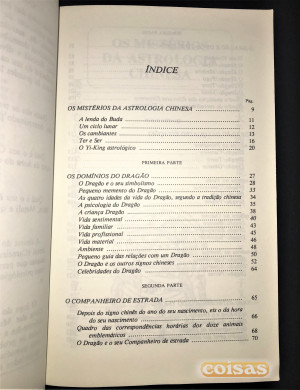 ÍNDICE
Pág.
OS MISTÉRIOS DA ASTROLOGIA CHINESA 9
A lenda do Buda 11
Um ciclo lunar 12
Os cambiantes 13
Ter e Ser 18
O Yi-King astrológico 20
PRIMEIRA PARTE
OS DOMÍNIOS DO DRAGÃO 27
O Dragão e o seu simbolismo 28
Pequeno memento do Dragão 33
As quatro idades da vida do Dragão, segundo a tradição chinesa 34
A psicologia do Dragão 35
A criança Dragão 38
Vida sentimental 40
Vida familiar 43
Vida profissional 45
Vida material 46
Ambiente 48
Pequeno guia das relações com um Dragão 50
O Dragão e os outros signos chineses 52
Celebridades do Dragão 64
SEGUNDA PARTE
O COMPANHEIRO DE ESTRADA 65
Depois do signo chinês do ano do seu nascimento, eis o da hora
do seu nascimento 66
Quadro das correspondências horárias dos doze animais
emblemáticos 68
O Dragão e o seu Companheiro de estrada 70
coisas